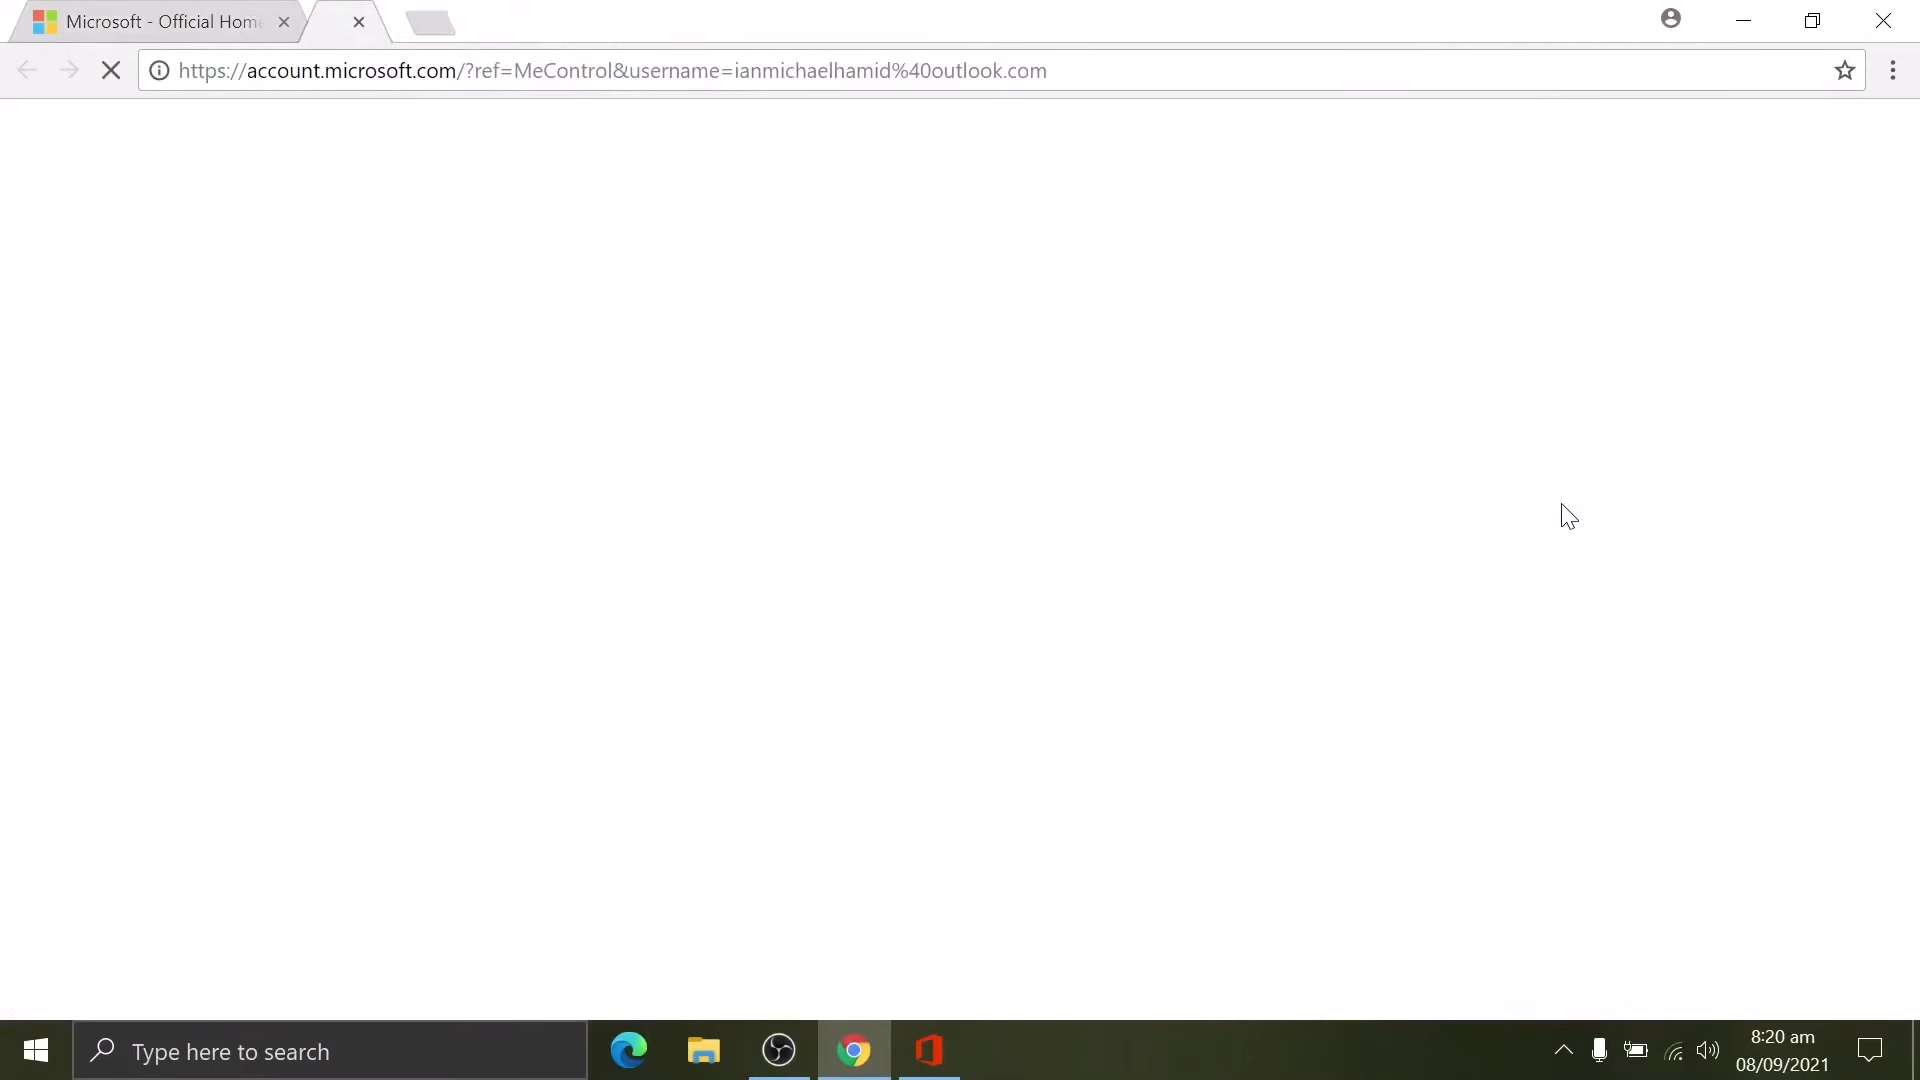 Microsoft - Official Hom
https://account.microsoft.com/?ref=MeControl&username=ianmichaelhamid%40outlook.com
Type here to search
8:20 am
08/09/2021